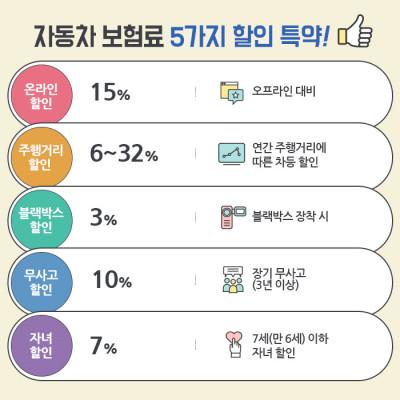 자동차 보험료 5가지 할인 특약!
온라인
할인
15%
오프라인 대비
주행거리
할인
6~32%
연간 주행거리에
따른 차등 할인
블랙박스
할인
3%
블랙박스 장착 시
무사고
할인
10%
장기 무사고
(3년 이상)
자녀
할인
7%
7세(만 6세) 이하
자녀 할인